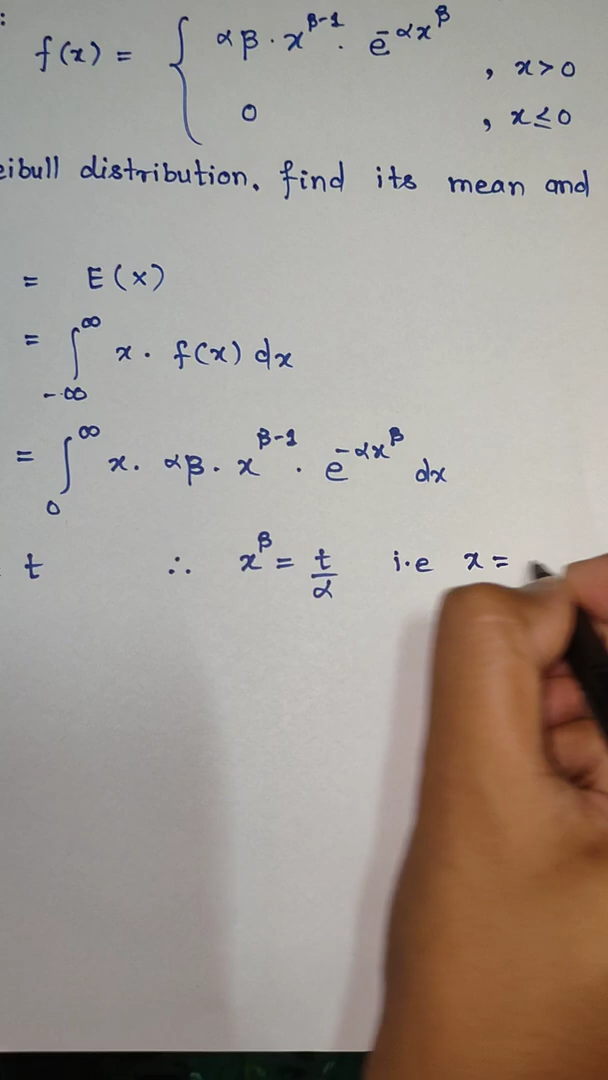 :
f(x) = { αβ · x^(β-1) · e^(-αx^β) , x>0
0 , x≤0
eibull distribution. find its mean and
= E(x)
= ∫_{-∞}^{∞} x · f(x) dx
= ∫_{0}^{∞} x · αβ · x^(β-1) · e^(-αx^β) dx
t ∴ x^β = t/α i.e x =